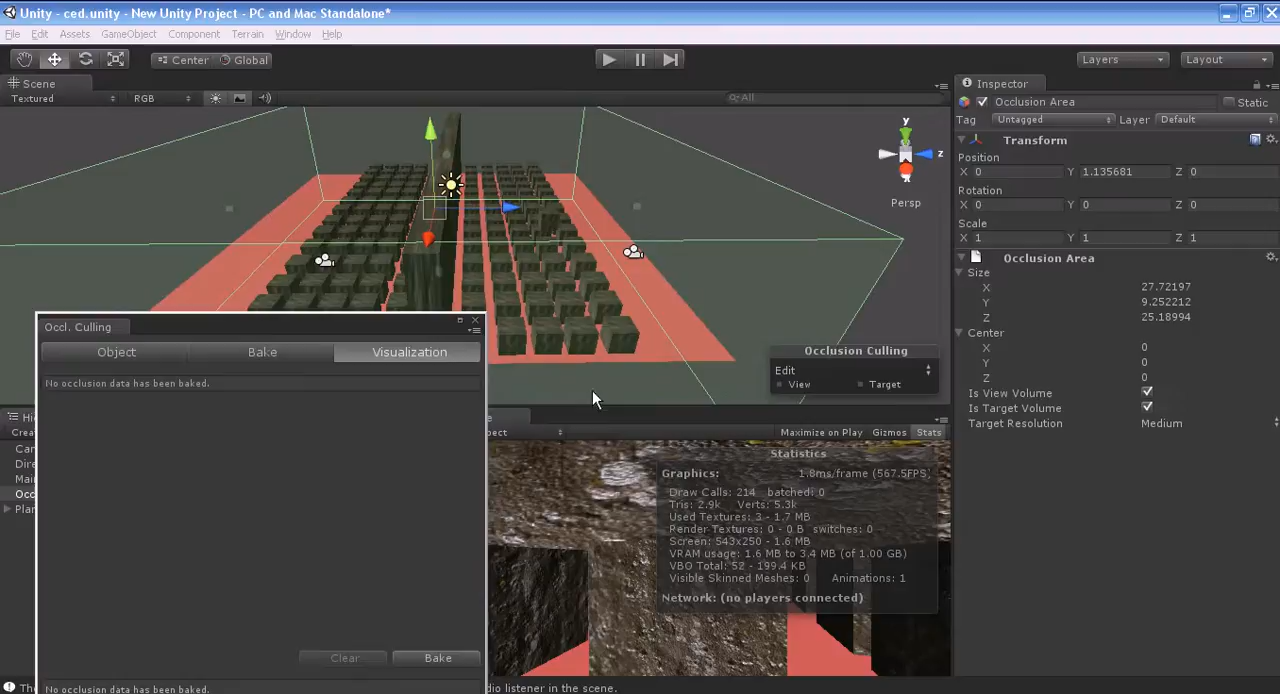 Unity - ced.unity - New Unity Project - PC and Mac Standalone*
File Edit Assets GameObject Component Terrain Window Help
Center Global Layers Layout
Scene
Textured RGB All
y
z
x
Persp
Occlusion Culling
Edit
View Target
Occl. Culling
Object Bake Visualization
No occlusion data has been baked.
Clear Bake
No occlusion data has been baked.
Maximize on Play Gizmos Stats
Statistics
Graphics: 1.8ms/frame (567.5FPS)
Draw Calls: 214 batched: 0
Tris: 2.9k Verts: 5.3k
Used Textures: 3 - 1.7 MB
Render Textures: 0 - 0 B switches: 0
Screen: 543x250 - 1.6 MB
VRAM usage: 1.6 MB to 3.4 MB (of 1.00 GB)
VBO Total: 52 - 199.4 KB
Visible Skinned Meshes: 0 Animations: 1
Network: (no players connected)
dio listener in the scene.
Inspector
Occlusion Area Static
Tag Untagged Layer Default
Transform
Position
X 0 Y 1.135681 Z 0
Rotation
X 0 Y 0 Z 0
Scale
X 1 Y 1 Z 1
Occlusion Area
Size
X 27.72197
Y 9.252212
Z 25.18994
Center
X 0
Y 0
Z 0
Is View Volume
Is Target Volume
Target Resolution Medium